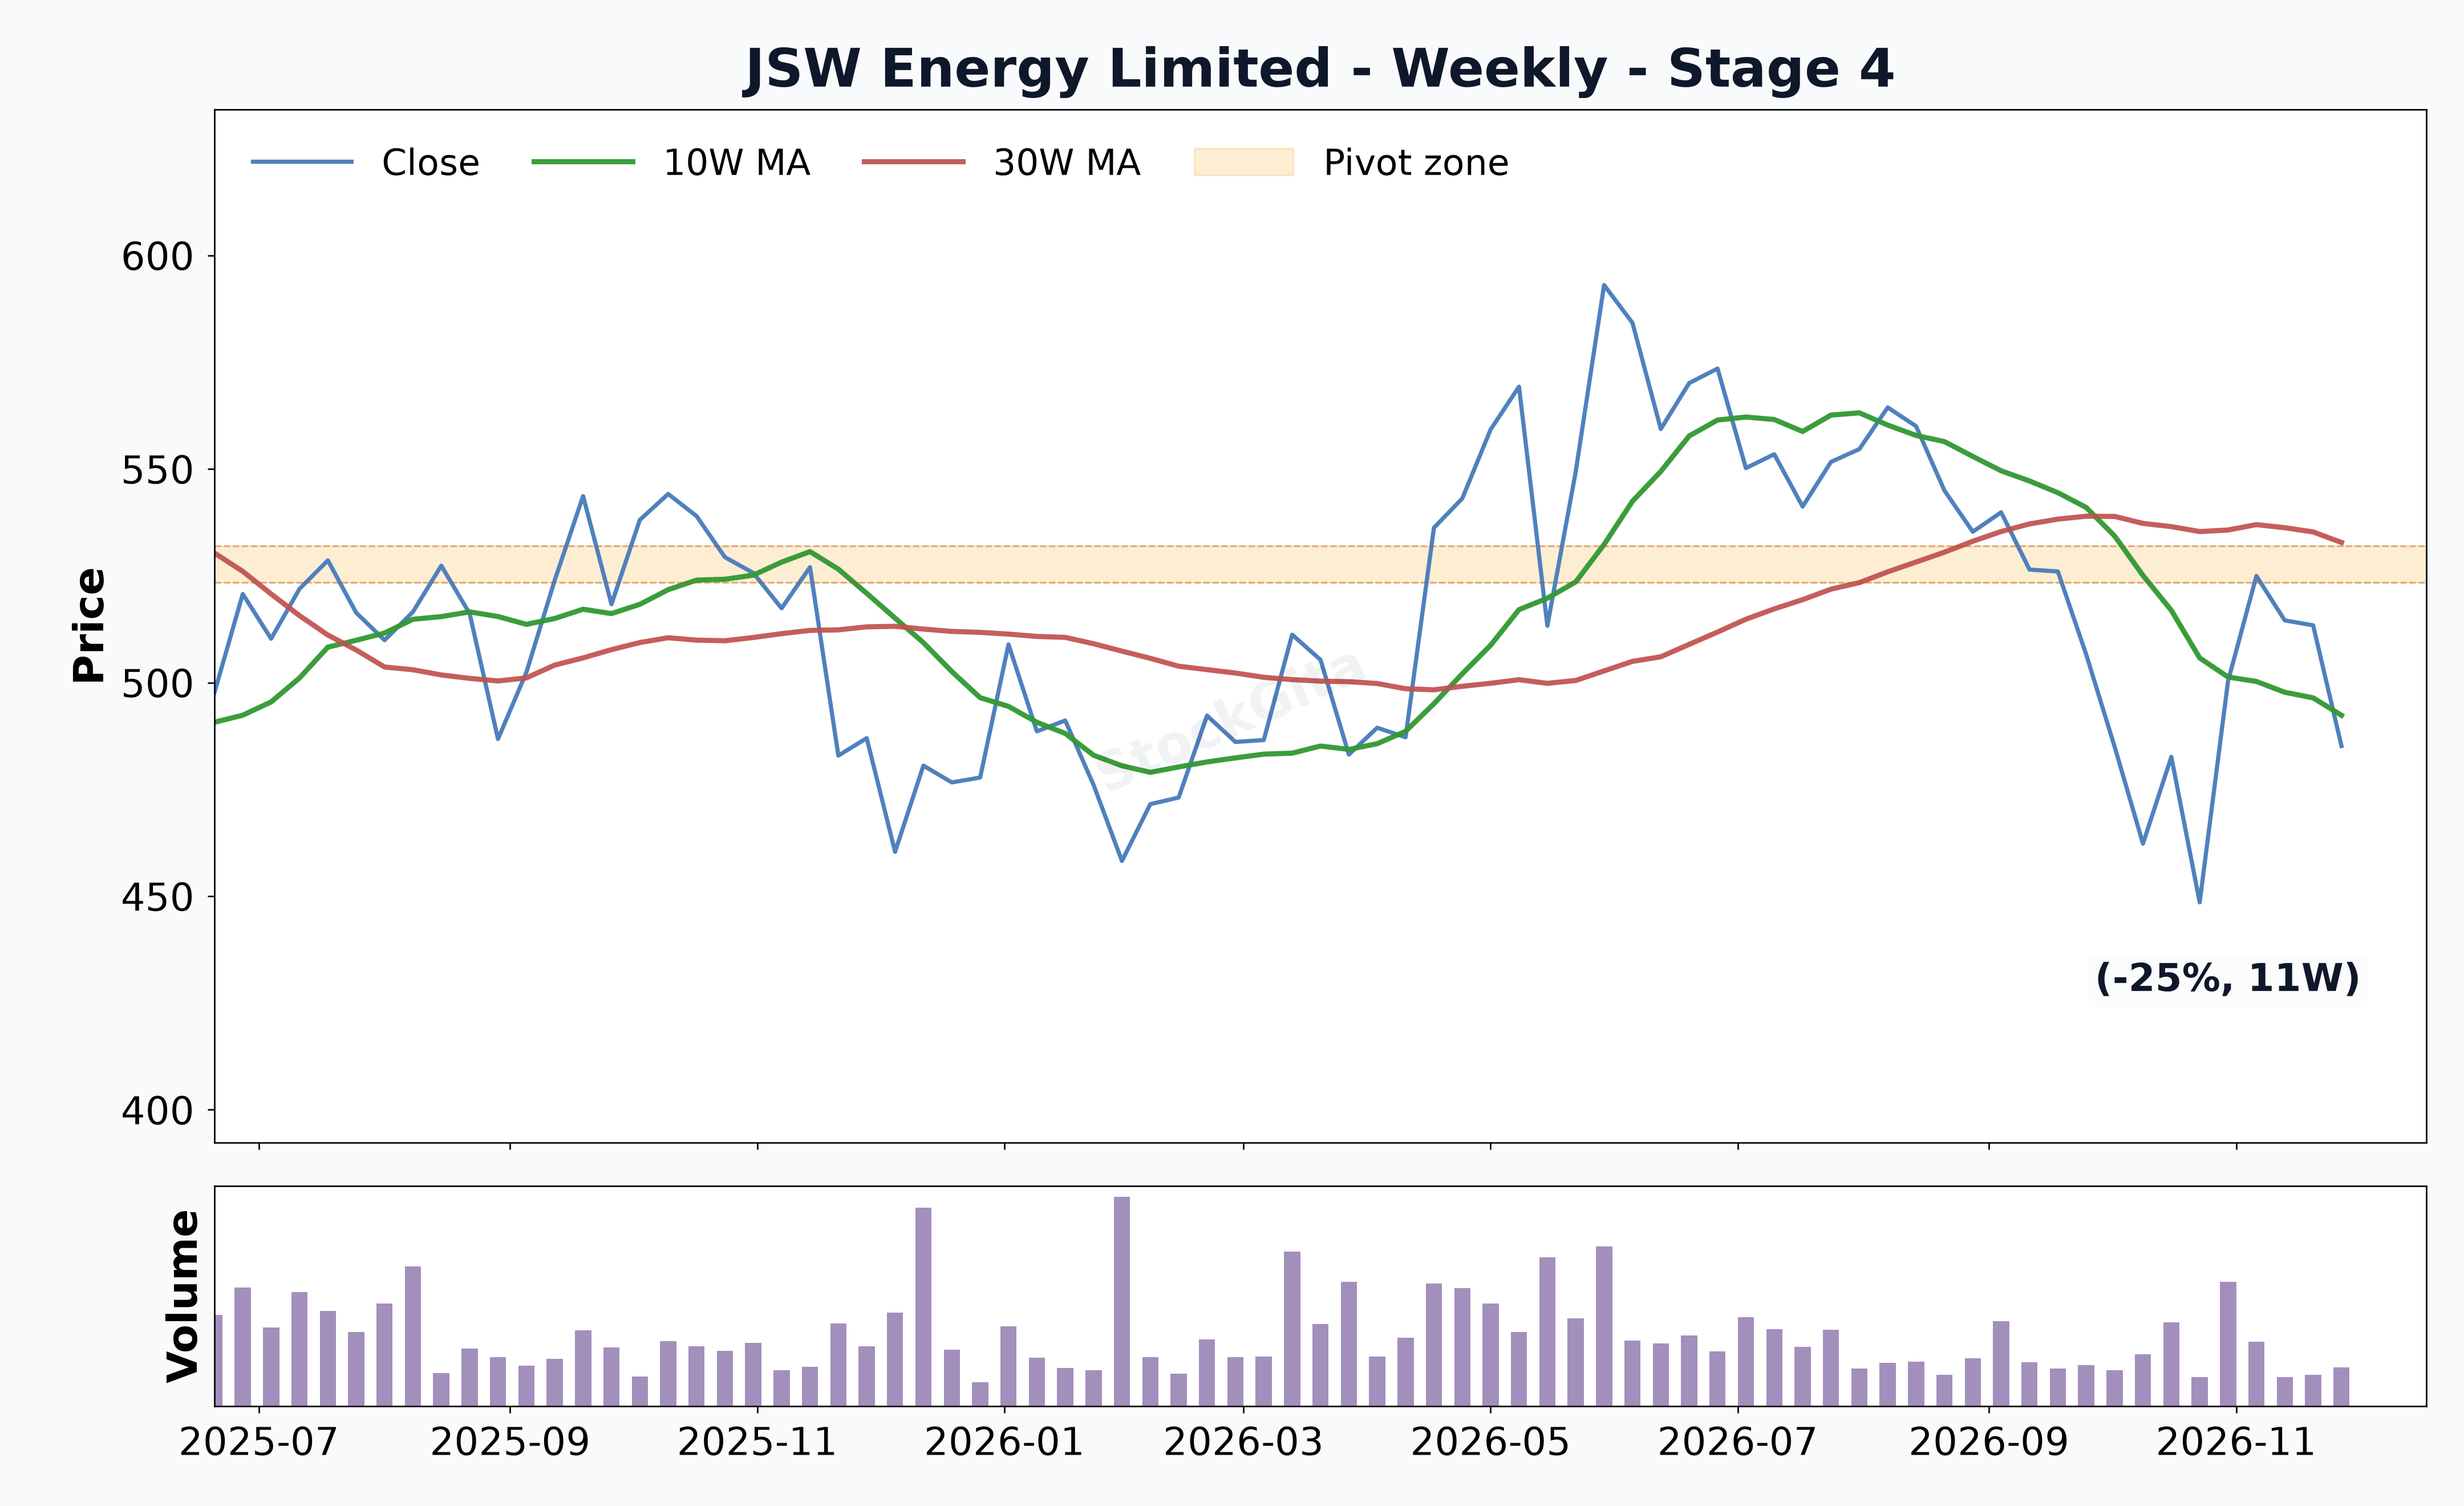 JSW Energy Limited - Weekly - Stage 4
Close 10W MA 30W MA Pivot zone
Price
600
550
500
450
400
StockGita
(-25%, 11W)
Volume
2025-07 2025-09 2025-11 2026-01 2026-03 2026-05 2026-07 2026-09 2026-11